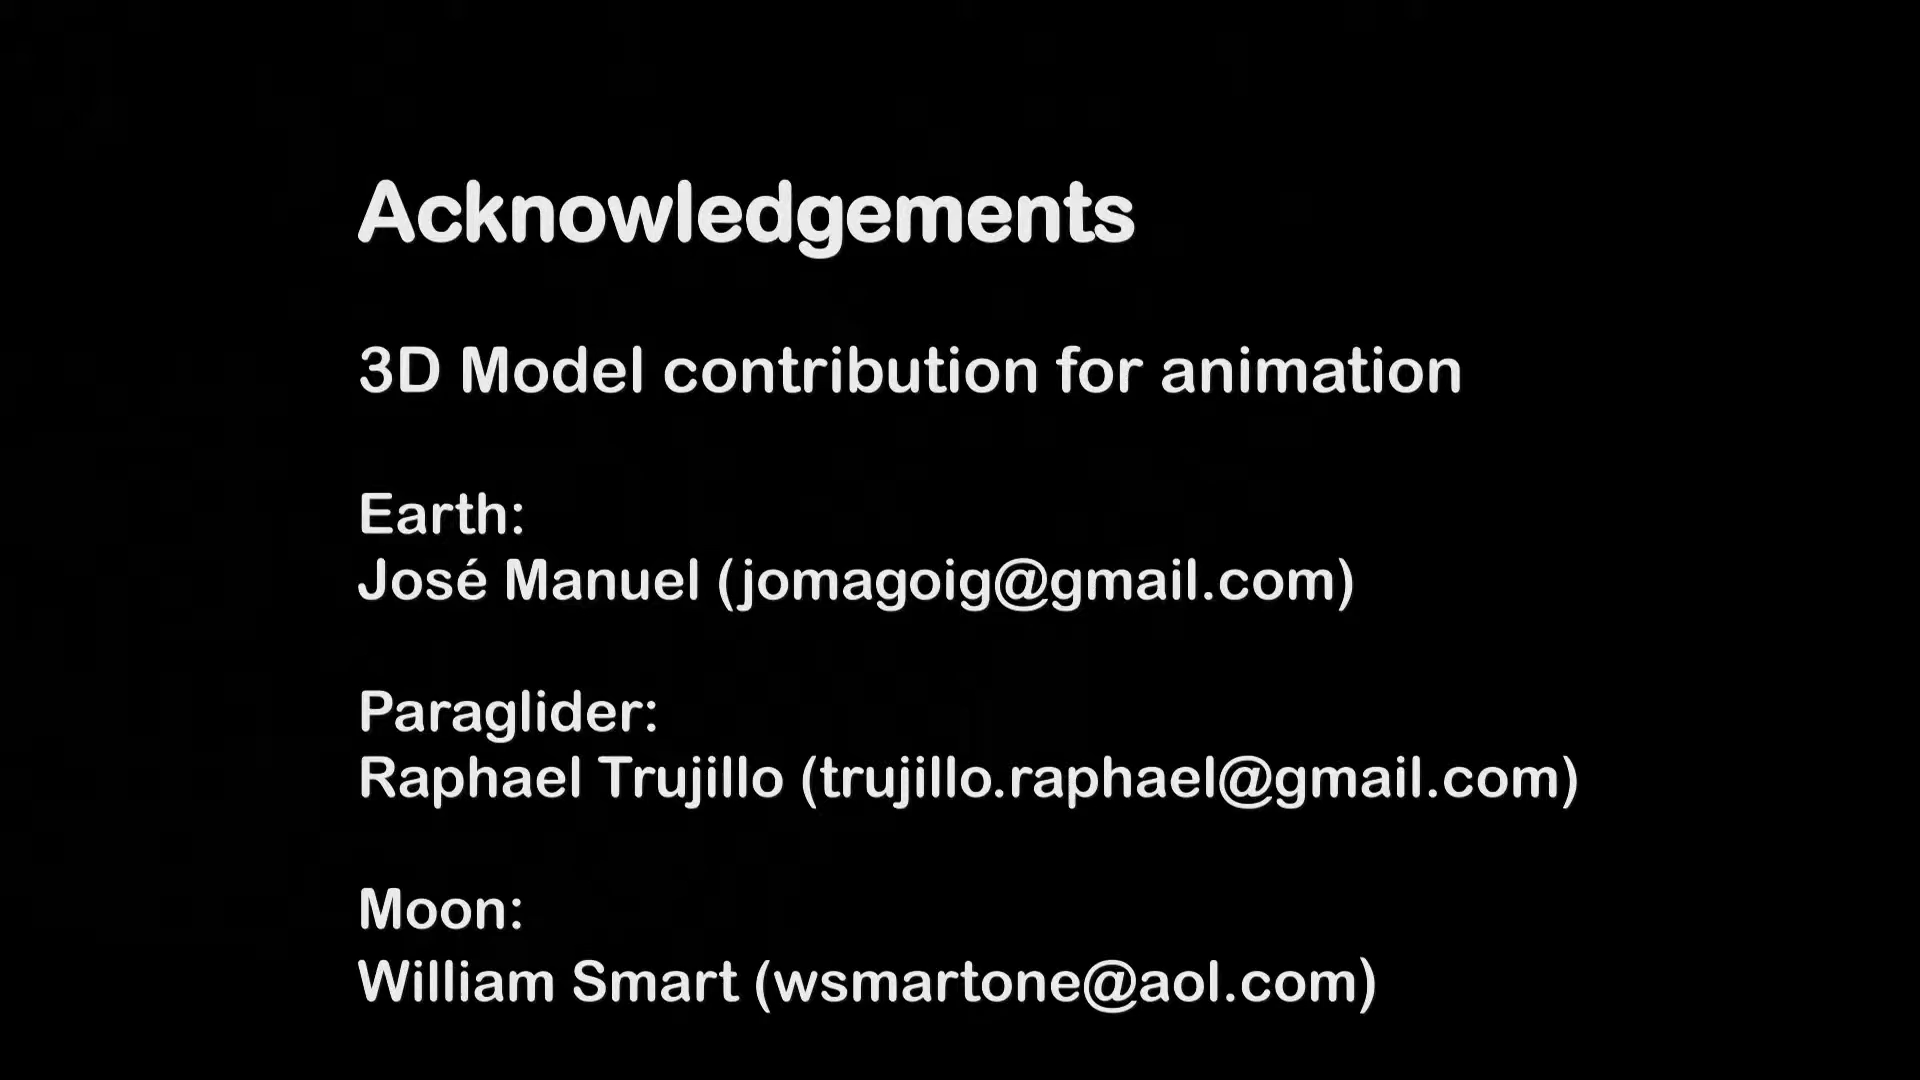 Acknowledgements
3D Model contribution for animation
Earth:
José Manuel (jomagoig@gmail.com)
Paraglider:
Raphael Trujillo (trujillo.raphael@gmail.com)
Moon:
William Smart (wsmartone@aol.com)